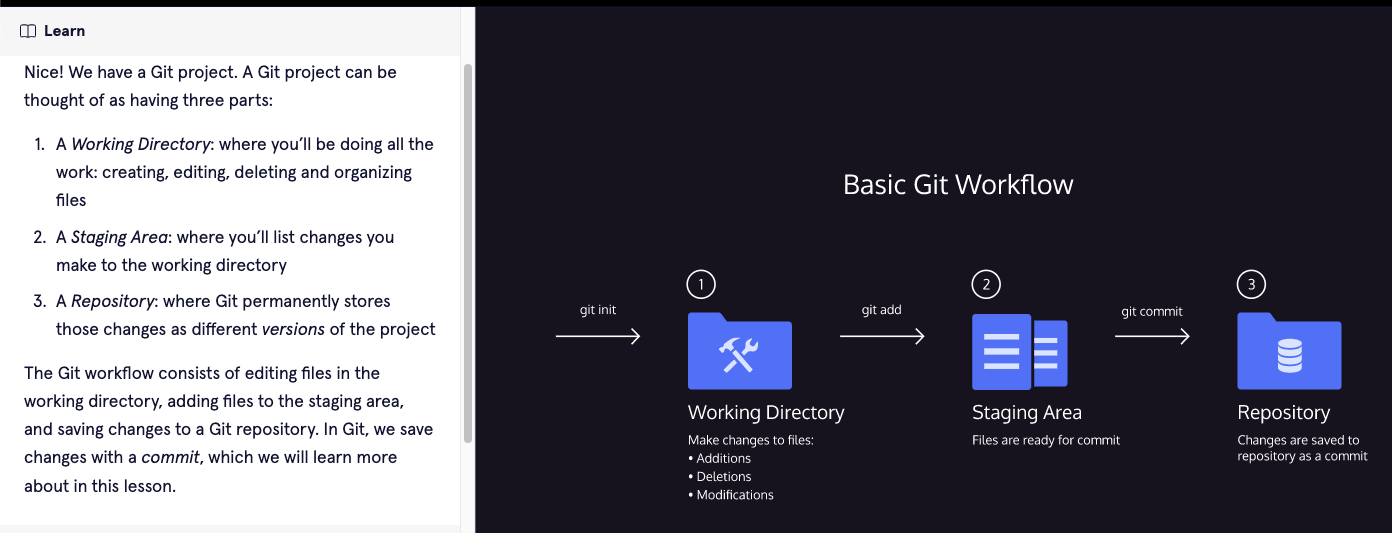 Learn
Nice! We have a Git project. A Git project can be
thought of as having three parts:
1. A Working Directory: where you’ll be doing all the
work: creating, editing, deleting and organizing
files
2. A Staging Area: where you’ll list changes you
make to the working directory
3. A Repository: where Git permanently stores
those changes as different versions of the project
The Git workflow consists of editing files in the
working directory, adding files to the staging area,
and saving changes to a Git repository. In Git, we save
changes with a commit, which we will learn more
about in this lesson.
Basic Git Workflow
git init
1
Working Directory
Make changes to files:
• Additions
• Deletions
• Modifications
git add
2
Staging Area
Files are ready for commit
git commit
3
Repository
Changes are saved to
repository as a commit